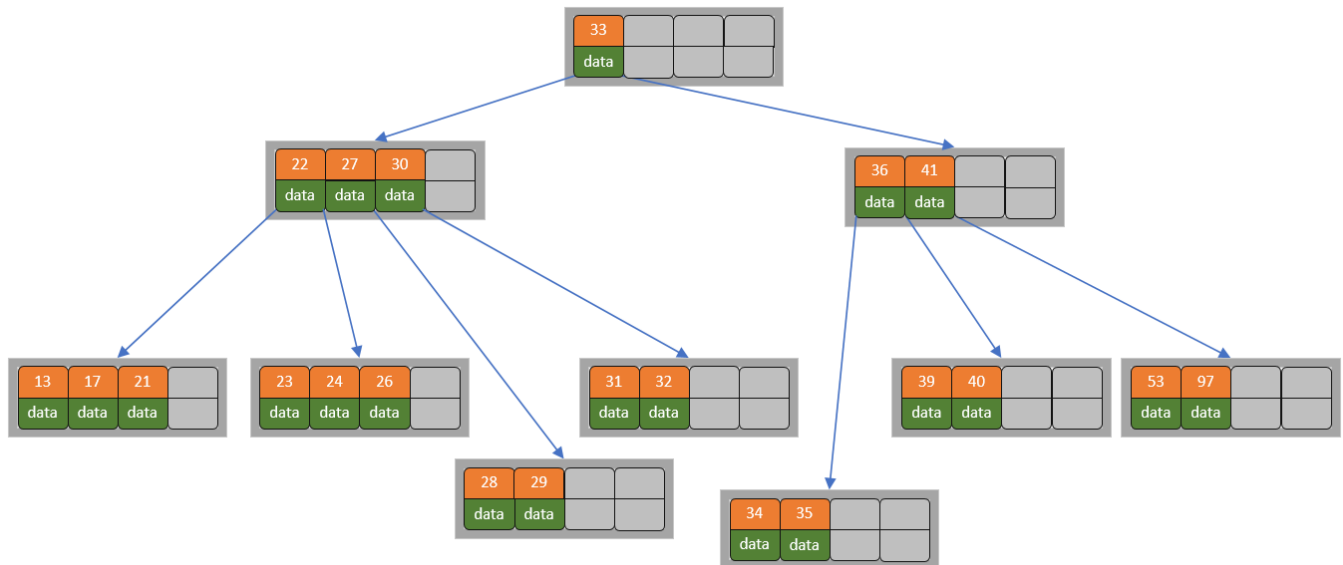 33
data
22 27 30
data data data
36 41
data data
13 17 21
data data data
23 24 26
data data data
31 32
data data
39 40
data data
53 97
data data
28 29
data data
34 35
data data